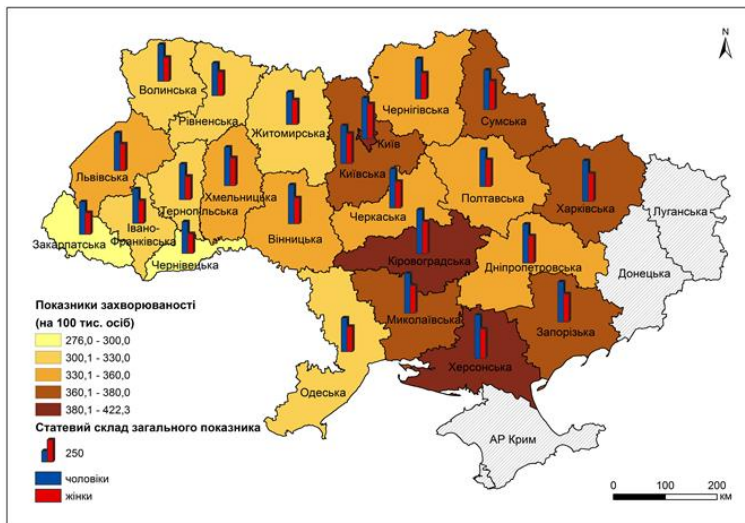 N
Волинська
Рівненська
Житомирська
Чернігівська
Сумська
Київ
Київська
Львівська
Тернопільська
Хмельницька
Вінницька
Черкаська
Полтавська
Харківська
Луганська
Закарпатська
Івано-
Франківська
Чернівецька
Кіровоградська
Дніпропетровська
Донецька
Миколаївська
Запорізька
Херсонська
Одеська
АР Крим
Показники захворюваності
(на 100 тис. осіб)
276,0 - 300,0
300,1 - 330,0
330,1 - 360,0
360,1 - 380,0
380,1 - 422,3
Статевий склад загального показника
250
чоловіки
жінки
0 100 200
км